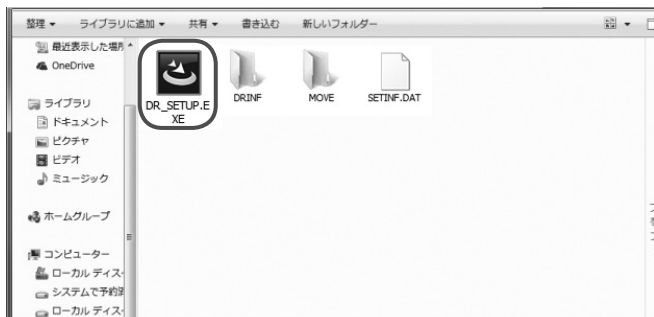 整理 ▼ ライブラリに追加 ▼ 共有 ▼ 書き込む 新しいフォルダー
最近表示した場所
OneDrive
ライブラリ
ドキュメント
ピクチャ
ビデオ
ミュージック
ホームグループ
コンピューター
ローカル ディス
システムで予約済
ローカル ディス
DR_SETUP.E
XE
DRINF
MOVE
SETINF.DAT